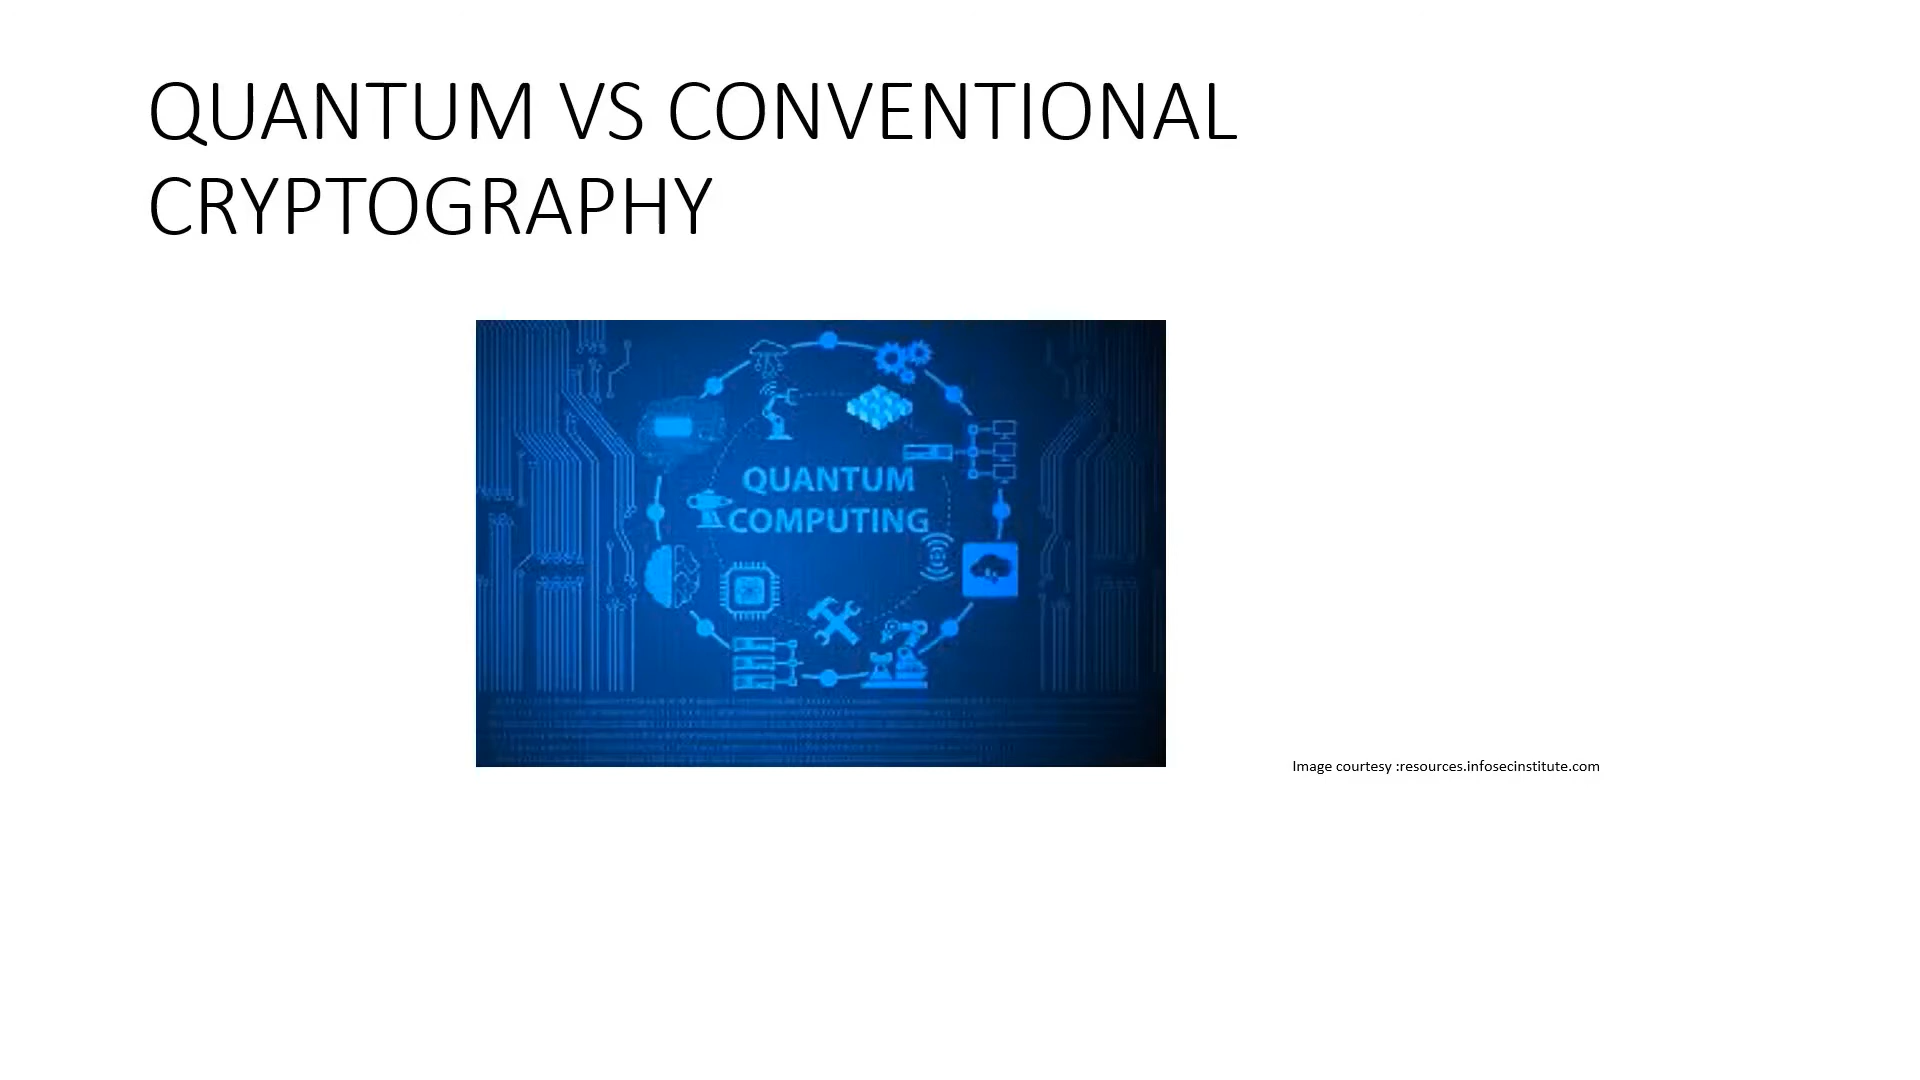 QUANTUM VS CONVENTIONAL
CRYPTOGRAPHY
QUANTUM
COMPUTING
Image courtesy :resources.infosecinstitute.com